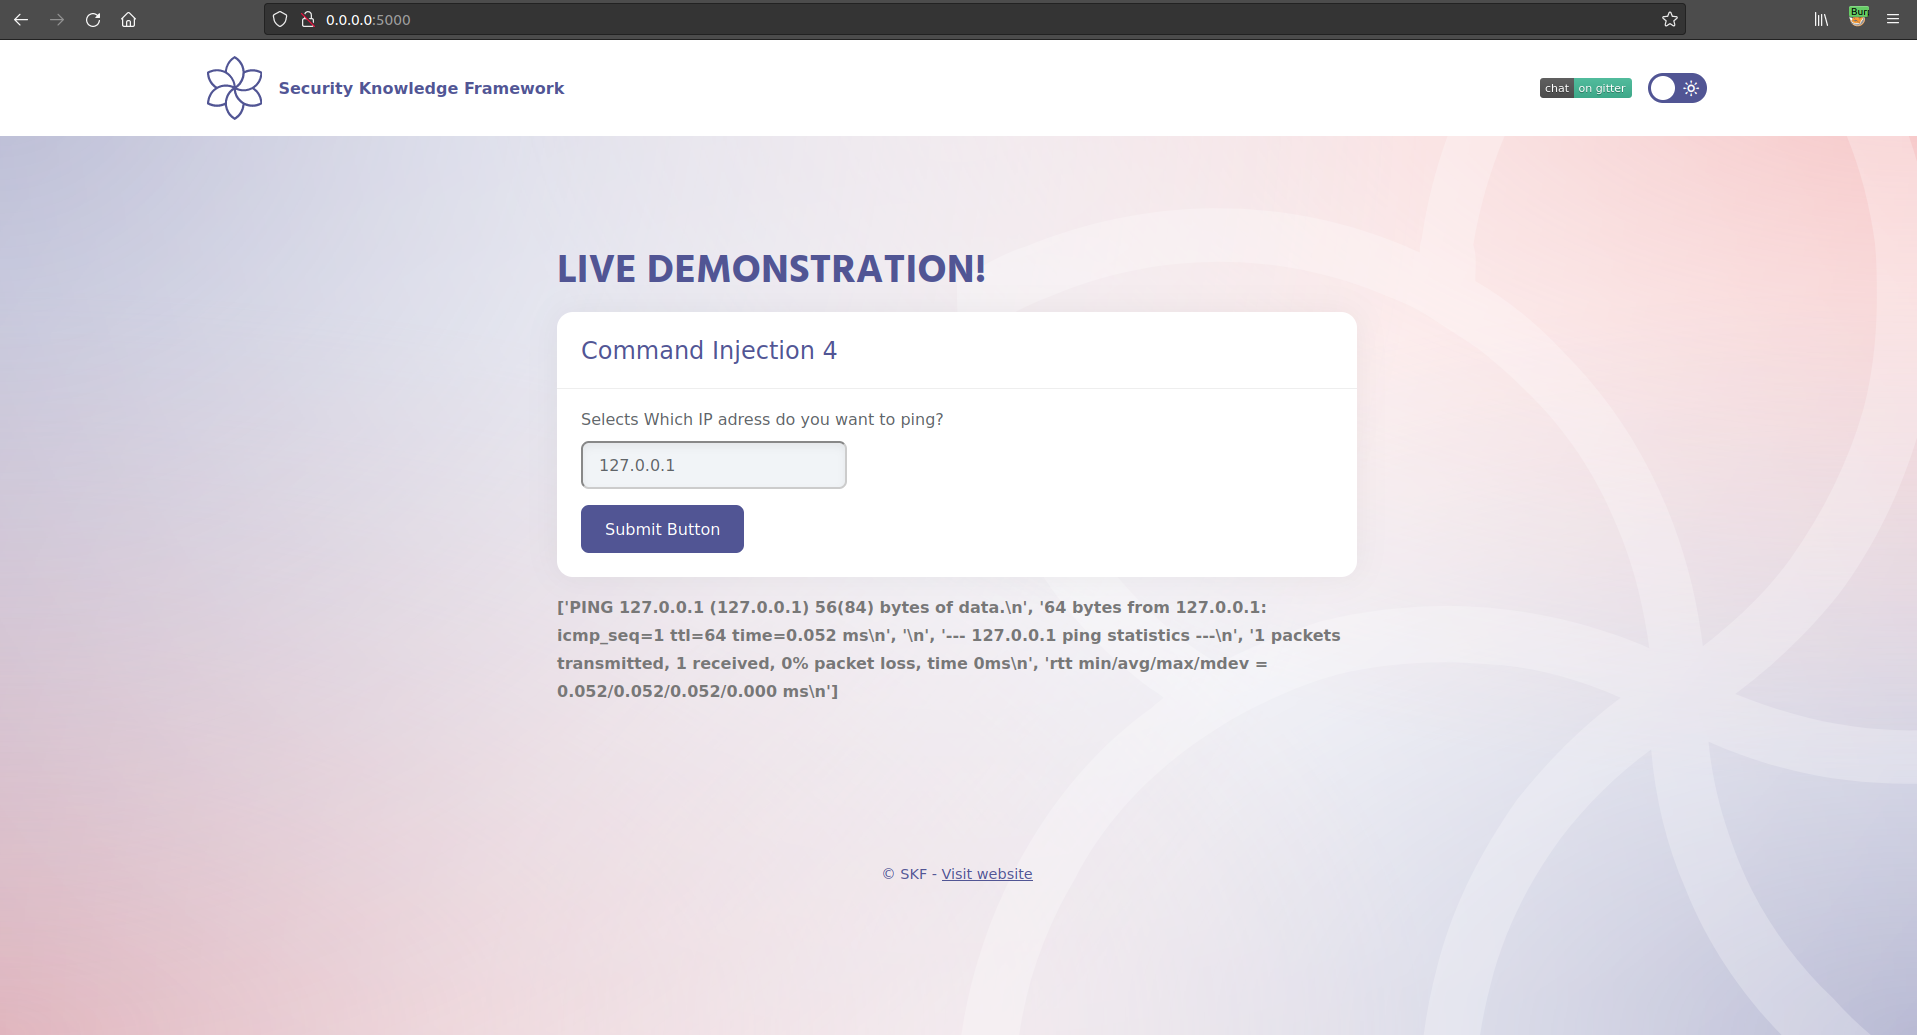 0.0.0.0:5000
Bur
Security Knowledge Framework
chat on gitter
LIVE DEMONSTRATION!
Command Injection 4
Selects Which IP adress do you want to ping?
127.0.0.1
Submit Button
['PING 127.0.0.1 (127.0.0.1) 56(84) bytes of data.\n', '64 bytes from 127.0.0.1:
icmp_seq=1 ttl=64 time=0.052 ms\n', '\n', '--- 127.0.0.1 ping statistics ---\n', '1 packets
transmitted, 1 received, 0% packet loss, time 0ms\n', 'rtt min/avg/max/mdev =
0.052/0.052/0.052/0.000 ms\n']
© SKF - Visit website